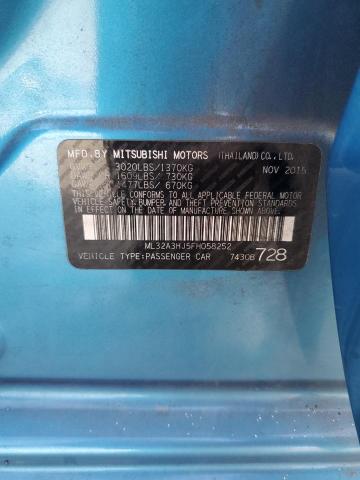 MFD.BY MITSUBISHI MOTORS (THAILAND)CO.,LTD.
3020LBS/1370KG NOV 2015
1609LBS/ 730KG
1477LBS/ 670KG
THIS VEHICLE CONFORMS TO ALL APPLICABLE FEDERAL MOTOR
VEHICLE SAFETY, BUMPER, AND THEFT PREVENTION STANDARDS IN
EFFECT ON THE DATE OF MANUFACTURE SHOWN ABOVE.
ML32A3HJ5FH058252
VEHICLE TYPE:PASSENGER CAR 7430B 728